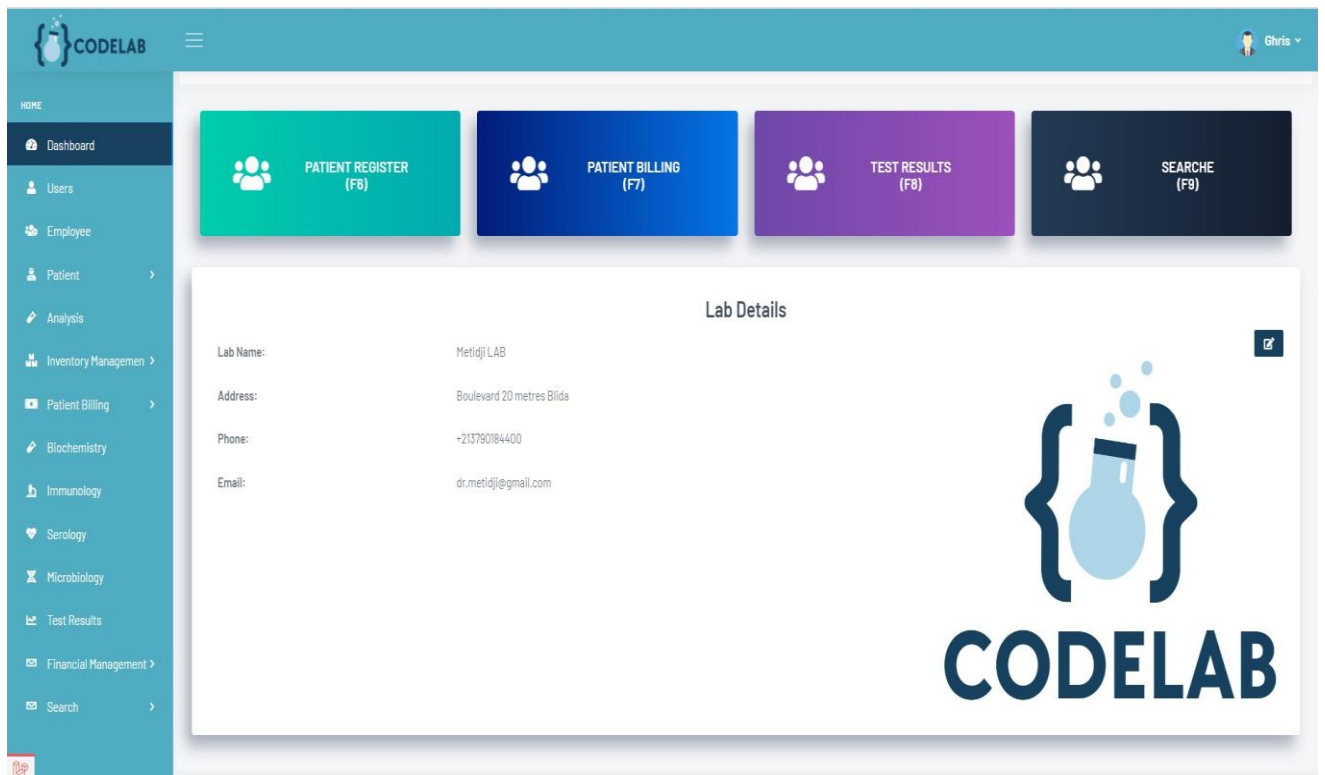 CODELAB
Ghris
HOME
Dashboard
Users
Employee
Patient
Analysis
Inventory Managemen
Patient Billing
Biochemistry
Immunology
Serology
Microbiology
Test Results
Financial Management
Search
PATIENT REGISTER
(F6)
PATIENT BILLING
(F7)
TEST RESULTS
(F8)
SEARCHE
(F9)
Lab Details
Lab Name: Metidji LAB
Address: Boulevard 20 metres Blida
Phone: +213790184400
Email: dr.metidji@gmail.com
CODELAB